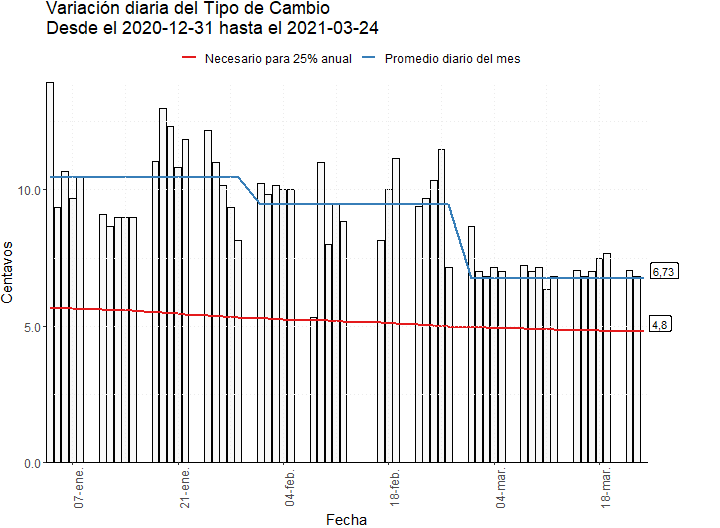 Variación diaria del Tipo de Cambio
Desde el 2020-12-31 hasta el 2021-03-24
Necesario para 25% anual
Promedio diario del mes
Centavos
10.0
5.0
0.0
6,73
4,8
07-ene.
21-ene.
04-feb.
18-feb.
04-mar.
18-mar.
Fecha